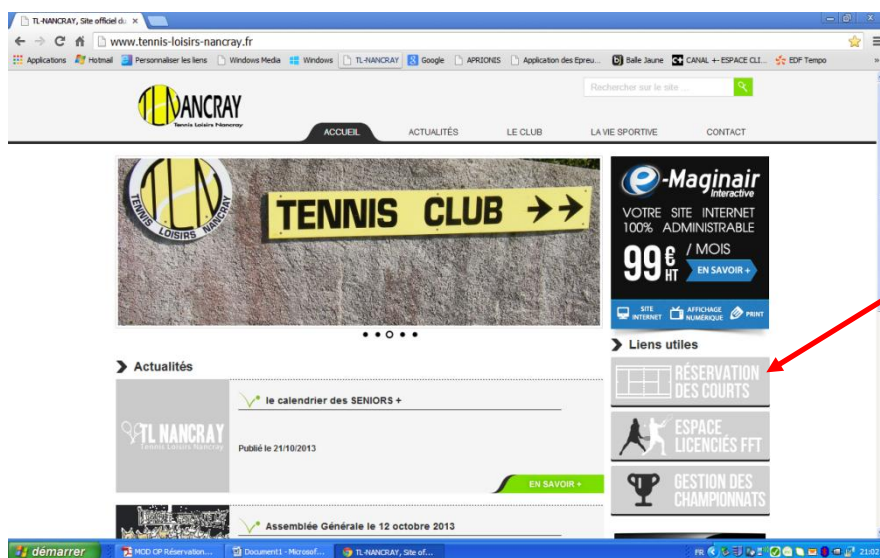 TL-NANCRAY, Site officiel du
www.tennis-loisirs-nancray.fr
Applications Hotmail Personnaliser les liens Windows Media Windows TL-NANCRAY Google APRIONIS Application des Epreu... Balle Jaune CANAL +- ESPACE CLI... EDF Tempo
TL NANCRAY
Tennis Loisirs Nancray
Rechercher sur le site ...
ACCUEIL ACTUALITÉS LE CLUB LA VIE SPORTIVE CONTACT
TLN
TENNIS LOISIRS NANCRAY
TENNIS CLUB
e-Maginair
Interactive
VOTRE SITE INTERNET
100% ADMINISTRABLE
99€ HT / MOIS
EN SAVOIR +
SITE INTERNET AFFICHAGE NUMÉRIQUE PRINT
Liens utiles
RÉSERVATION
DES COURTS
ESPACE
LICENCIÉS FFT
GESTION DES
CHAMPIONNATS
Actualités
TL NANCRAY
Tennis Loisirs Nancray
le calendrier des SENIORS +
Publié le 21/10/2013
EN SAVOIR +
Assemblée Générale le 12 octobre 2013
démarrer MOD OP Réservation... Document1 - Microsof... TL-NANCRAY, Site of... FR 21:02